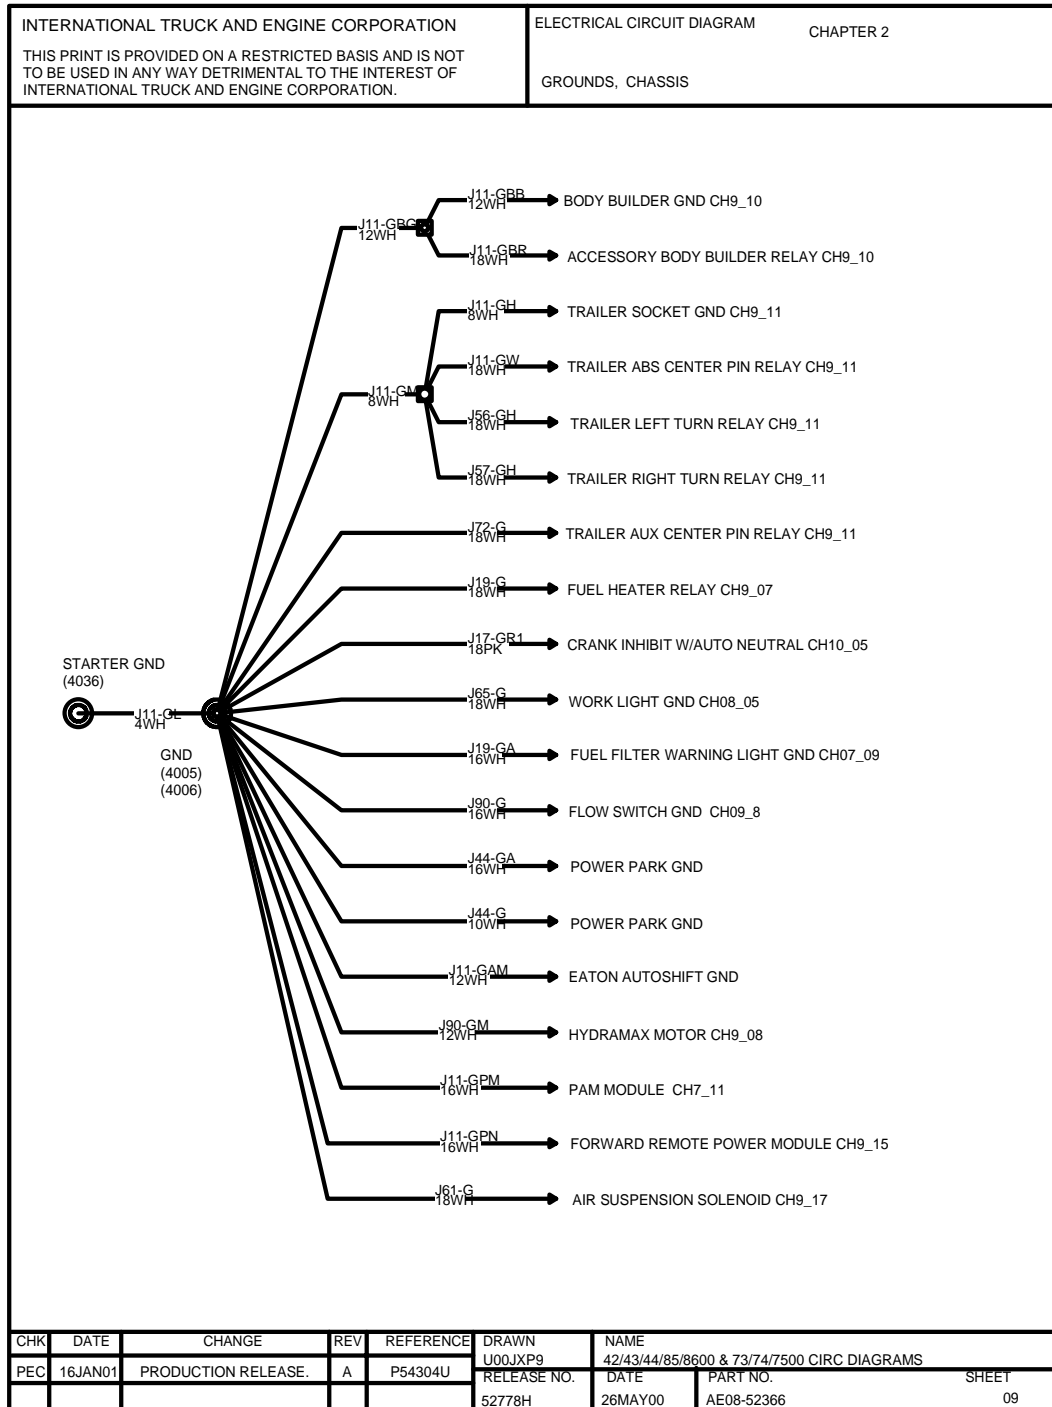 INTERNATIONAL TRUCK AND ENGINE CORPORATION
THIS PRINT IS PROVIDED ON A RESTRICTED BASIS AND IS NOT
TO BE USED IN ANY WAY DETRIMENTAL TO THE INTEREST OF
INTERNATIONAL TRUCK AND ENGINE CORPORATION.
ELECTRICAL CIRCUIT DIAGRAM
CHAPTER 2
GROUNDS, CHASSIS
J11-GBB
12WH
BODY BUILDER GND CH9_10
J11-GBG
12WH
J11-GBR
18WH
ACCESSORY BODY BUILDER RELAY CH9_10
J11-GH
8WH
TRAILER SOCKET GND CH9_11
J11-GW
18WH
TRAILER ABS CENTER PIN RELAY CH9_11
J11-GM
8WH
J56-GH
18WH
TRAILER LEFT TURN RELAY CH9_11
J57-GH
18WH
TRAILER RIGHT TURN RELAY CH9_11
J72-G
18WH
TRAILER AUX CENTER PIN RELAY CH9_11
J19-G
18WH
FUEL HEATER RELAY CH9_07
J17-GR1
18PK
CRANK INHIBIT W/AUTO NEUTRAL CH10_05
STARTER GND
(4036)
J11-GL
4WH
GND
(4005)
(4006)
J65-G
18WH
WORK LIGHT GND CH08_05
J19-GA
16WH
FUEL FILTER WARNING LIGHT GND CH07_09
J90-G
16WH
FLOW SWITCH GND CH09_8
J44-GA
16WH
POWER PARK GND
J44-G
10WH
POWER PARK GND
J11-GAM
12WH
EATON AUTOSHIFT GND
J90-GM
12WH
HYDRAMAX MOTOR CH9_08
J11-GPM
16WH
PAM MODULE CH7_11
J11-GPN
16WH
FORWARD REMOTE POWER MODULE CH9_15
J61-G
18WH
AIR SUSPENSION SOLENOID CH9_17
CHK DATE CHANGE REV REFERENCE
PEC 16JAN01 PRODUCTION RELEASE. A P54304U
DRAWN
U00JXP9
NAME
42/43/44/85/8600 & 73/74/7500 CIRC DIAGRAMS
RELEASE NO. DATE PART NO. SHEET
52778H 26MAY00 AE08-52366 09